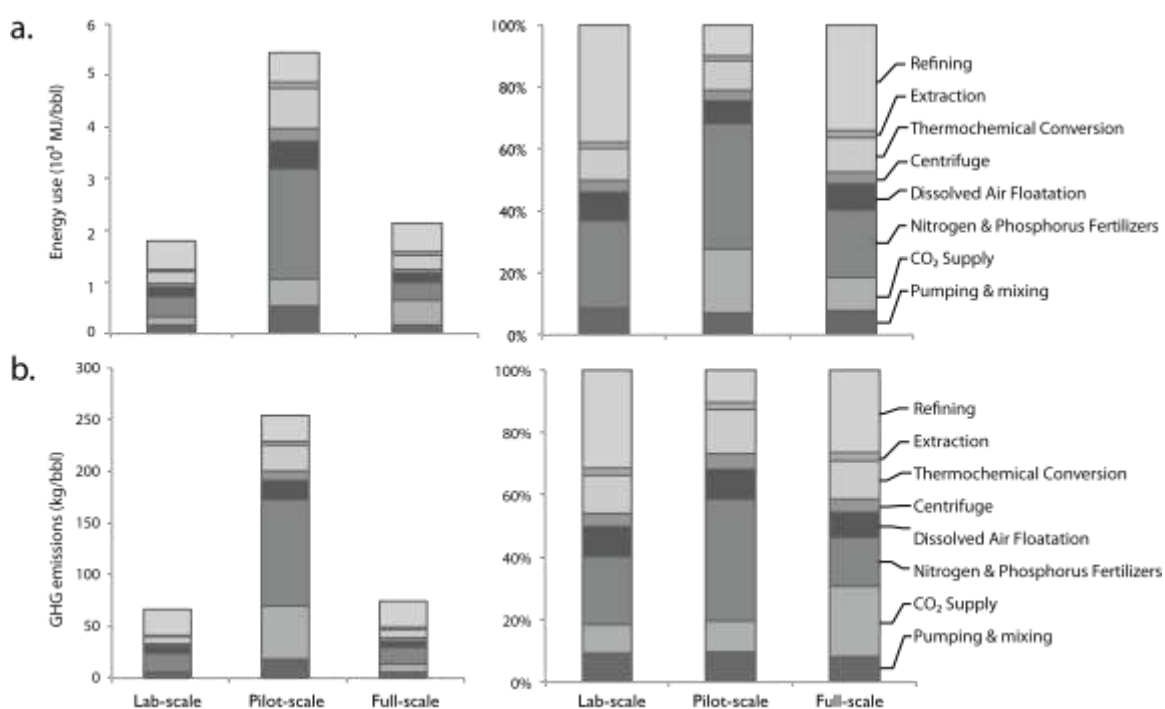 a.
Energy use (10³ MJ/bbl)
6
5
4
3
2
1
0
100%
80%
60%
40%
20%
0%
Refining
Extraction
Thermochemical Conversion
Centrifuge
Dissolved Air Floatation
Nitrogen & Phosphorus Fertilizers
CO₂ Supply
Pumping & mixing
b.
GHG emissions (kg/bbl)
300
250
200
150
100
50
0
Lab-scale Pilot-scale Full-scale
100%
80%
60%
40%
20%
0%
Lab-scale Pilot-scale Full-scale
Refining
Extraction
Thermochemical Conversion
Centrifuge
Dissolved Air Floatation
Nitrogen & Phosphorus Fertilizers
CO₂ Supply
Pumping & mixing